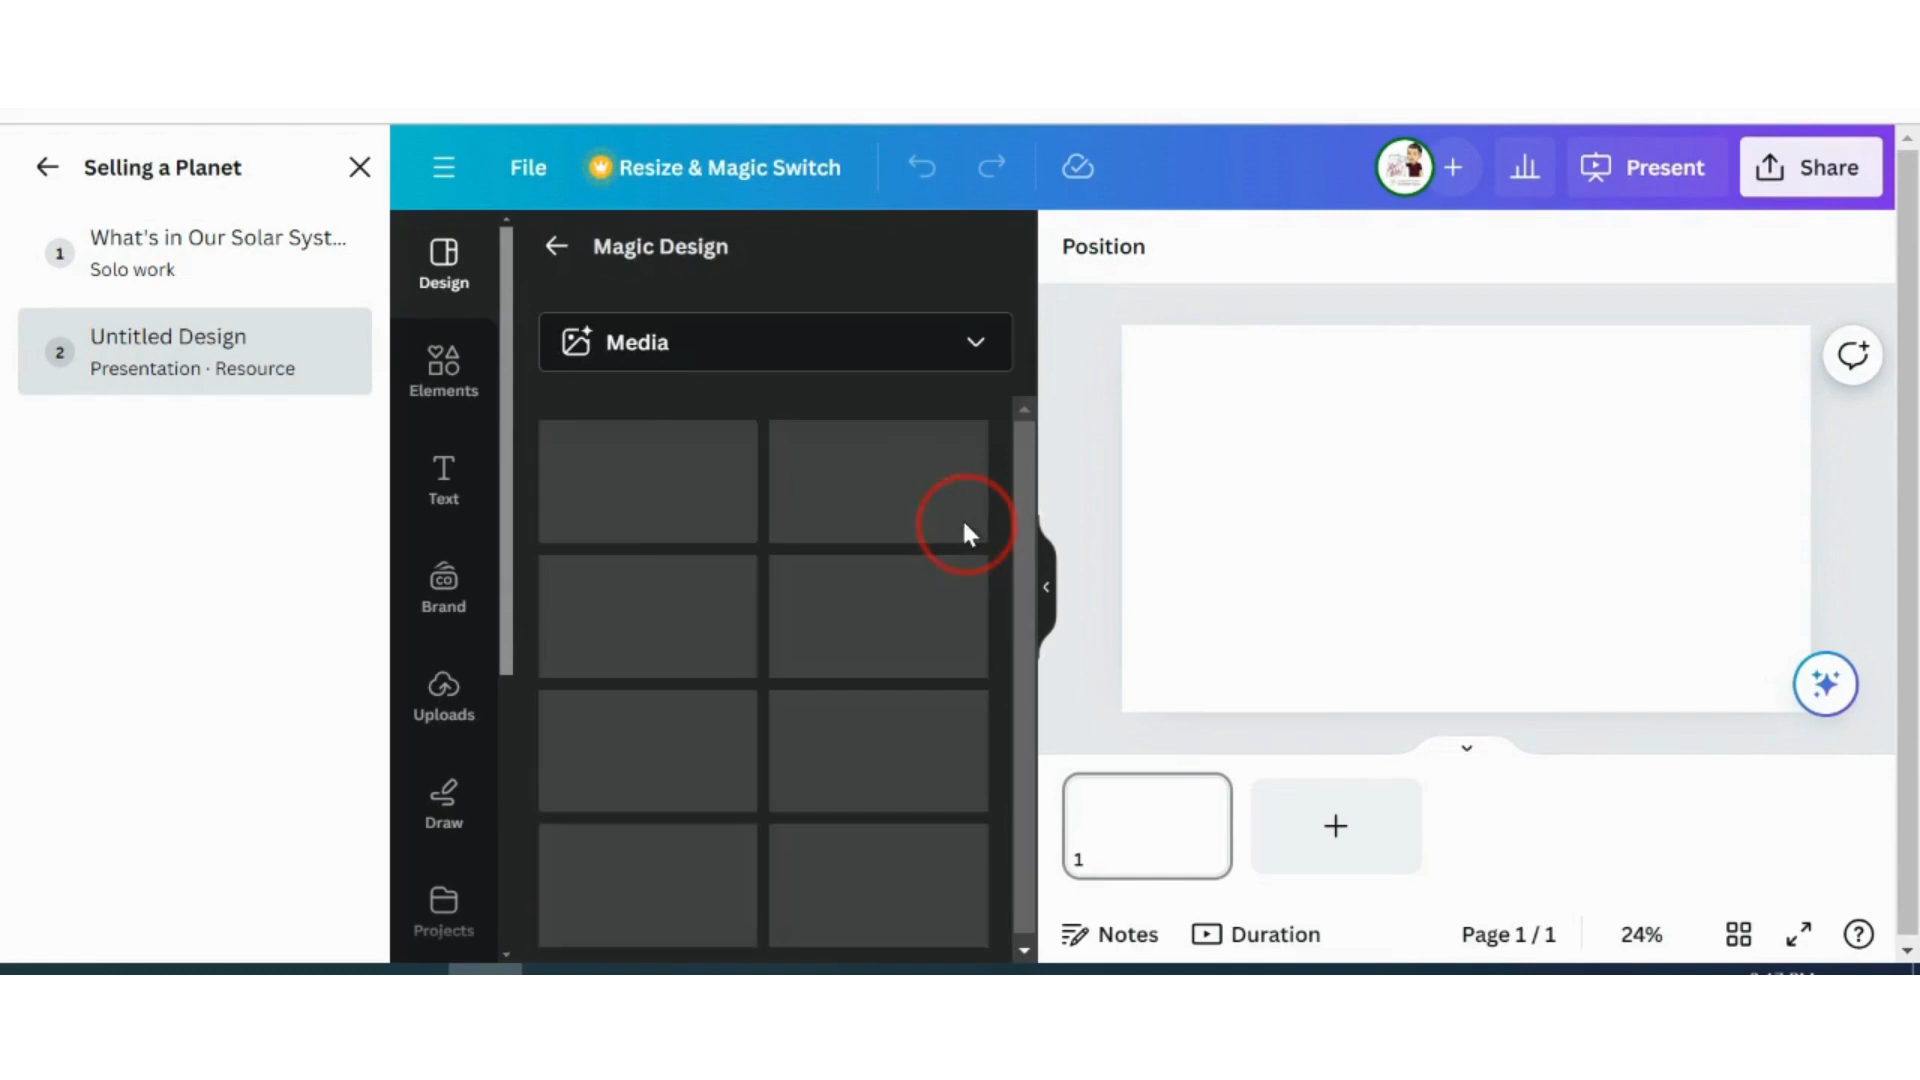 Selling a Planet
1
What's in Our Solar Syst...
Solo work
2
Untitled Design
Presentation · Resource
File
Resize & Magic Switch
Present
Share
Design
Elements
Text
CO
Brand
Uploads
Draw
Projects
Magic Design
Media
Position
1
Notes
Duration
Page 1 / 1
24%